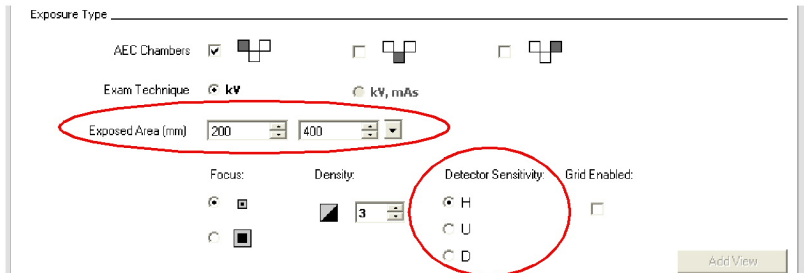 Exposure Type
AEC Chambers
Exam Technique kV kV, mAs
Exposed Area (mm) 200 400
Focus: Density: Detector Sensitivity: Grid Enabled:
3 H
U
D
Add View